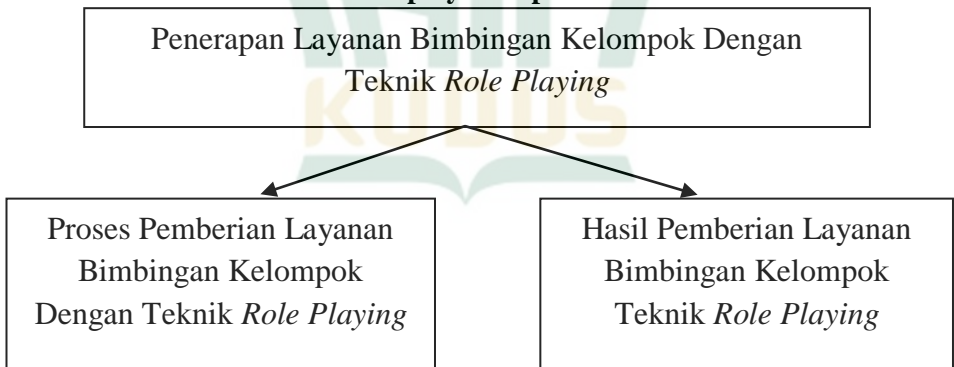 Penerapan Layanan Bimbingan Kelompok Dengan
Teknik Role Playing
KUDUS
Proses Pemberian Layanan
Bimbingan Kelompok
Dengan Teknik Role Playing
Hasil Pemberian Layanan
Bimbingan Kelompok
Teknik Role Playing